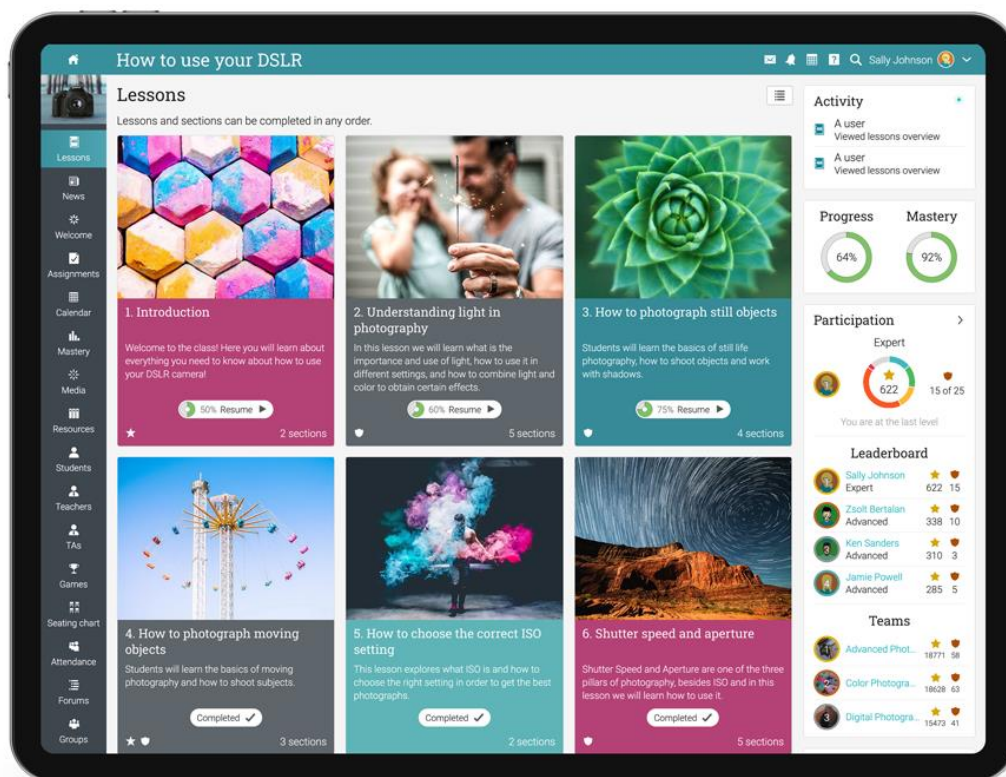 How to use your DSLR
Sally Johnson
Lessons
News
Welcome
Assignments
Calendar
Mastery
Media
Resources
Students
Teachers
TAs
Games
Seating chart
Attendance
Forums
Groups
Lessons
Lessons and sections can be completed in any order.
1. Introduction
Welcome to the class! Here you will learn about
everything you need to know about how to use
your DSLR camera!
50% Resume
2 sections
2. Understanding light in
photography
In this lesson we will learn what is the
importance and use of light, how to use it in
different settings, and how to combine light and
color to obtain certain effects.
60% Resume
5 sections
3. How to photograph still objects
Students will learn the basics of still life
photography, how to shoot objects and work
with shadows.
75% Resume
4 sections
4. How to photograph moving
objects
Students will learn the basics of moving
photography and how to shoot subjects.
Completed
3 sections
5. How to choose the correct ISO
setting
This lesson explores what ISO is and how to
choose the right setting in order to get the best
photographs.
Completed
2 sections
6. Shutter speed and aperture
Shutter Speed and Aperture are one of the three
pillars of photography, besides ISO and in this
lesson we will learn how to use it.
Completed
5 sections
Activity
A user
Viewed lessons overview
A user
Viewed lessons overview
Progress
64%
Mastery
92%
Participation
Expert
622
15 of 25
You are at the last level
Leaderboard
Sally Johnson
Expert
622 15
Zsolt Bertalan
Advanced
338 10
Ken Sanders
Advanced
310 3
Jamie Powell
Advanced
285 5
Teams
Advanced Phot...
18771 58
Color Photogra...
18628 63
3
Digital Photogra...
15473 41